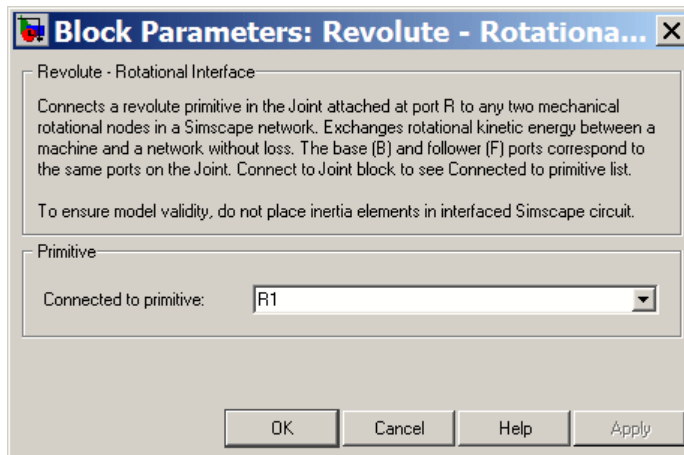 Block Parameters: Revolute - Rotationa...
Revolute - Rotational Interface
Connects a revolute primitive in the Joint attached at port R to any two mechanical
rotational nodes in a Simscape network. Exchanges rotational kinetic energy between a
machine and a network without loss. The base (B) and follower (F) ports correspond to
the same ports on the Joint. Connect to Joint block to see Connected to primitive list.
To ensure model validity, do not place inertia elements in interfaced Simscape circuit.
Primitive
Connected to primitive: R1
OK Cancel Help Apply